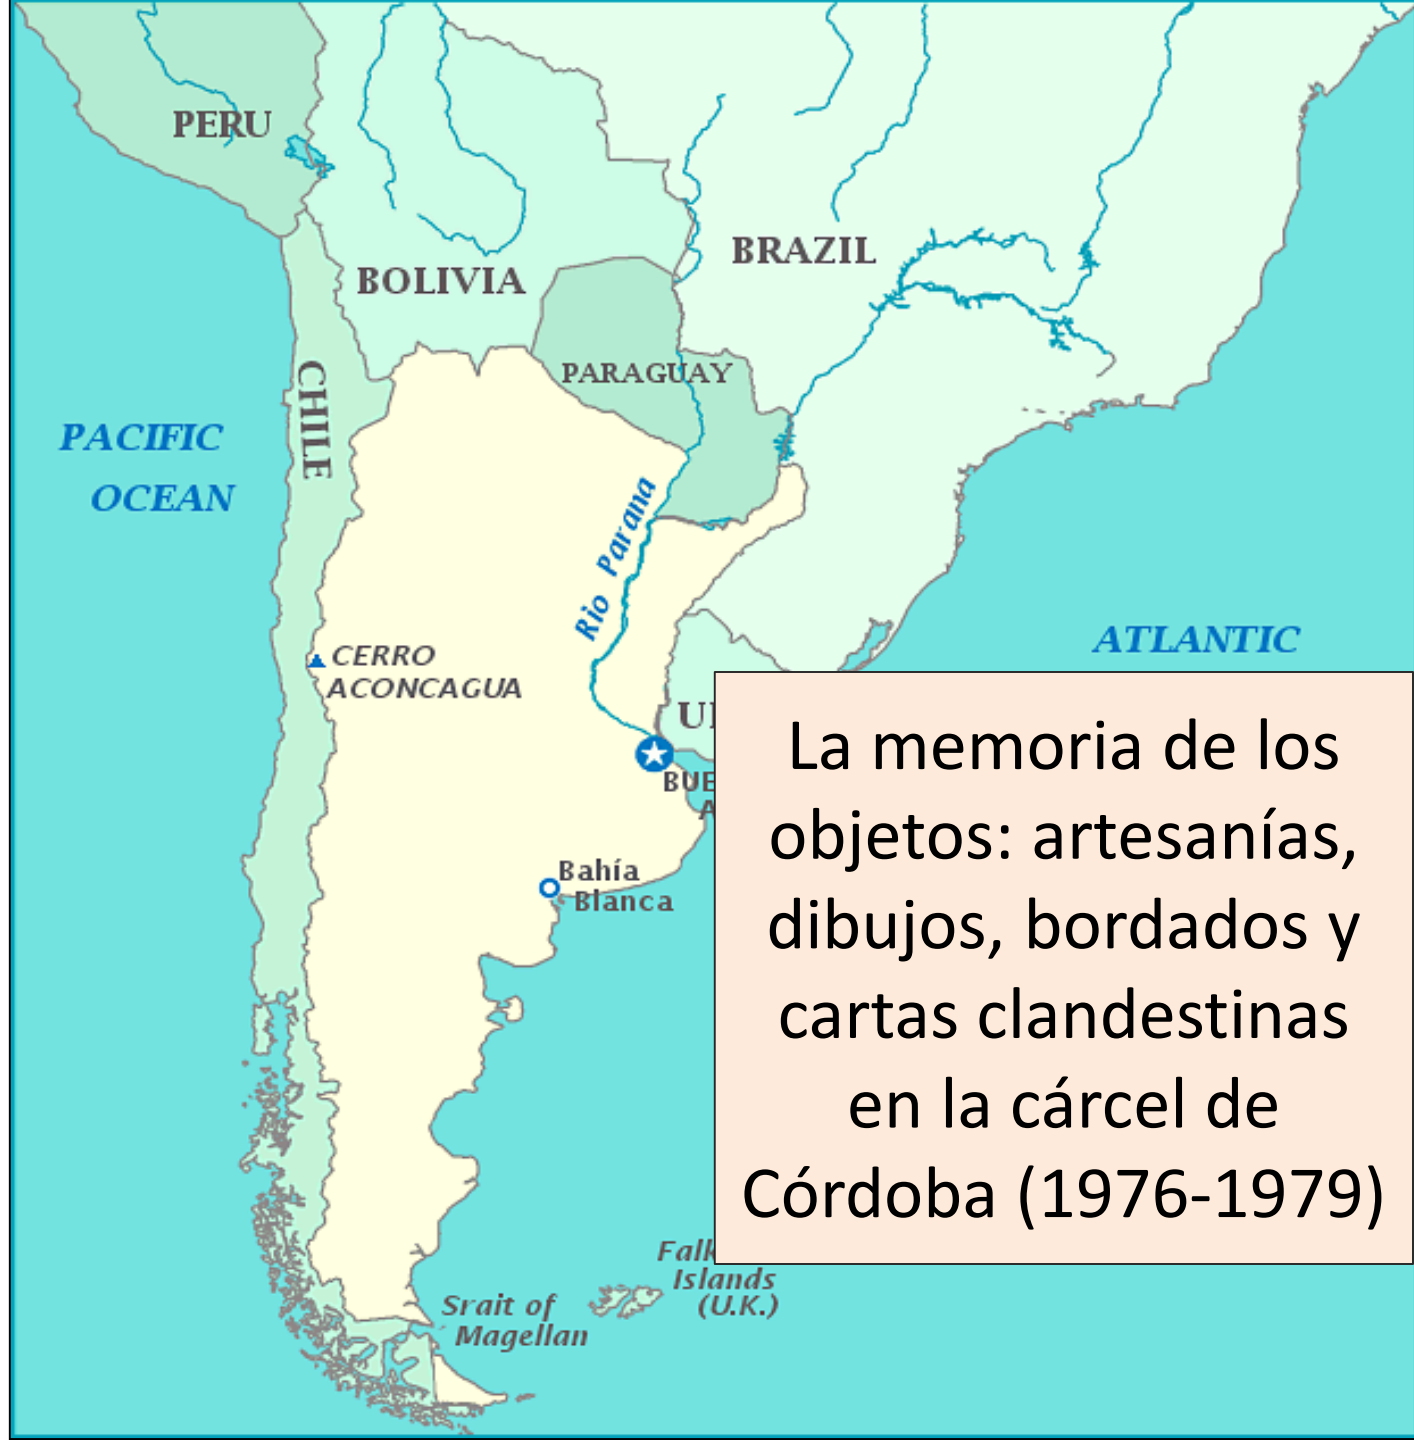 PERU
BRAZIL
BOLIVIA
PARAGUAY
CHILE
PACIFIC
OCEAN
Rio Parana
ATLANTIC
CERRO
ACONCAGUA
Bahía
Blanca
La memoria de los
objetos: artesanías,
dibujos, bordados y
cartas clandestinas
en la cárcel de
Córdoba (1976-1979)
Islands
(U.K.)
Srait of
Magellan